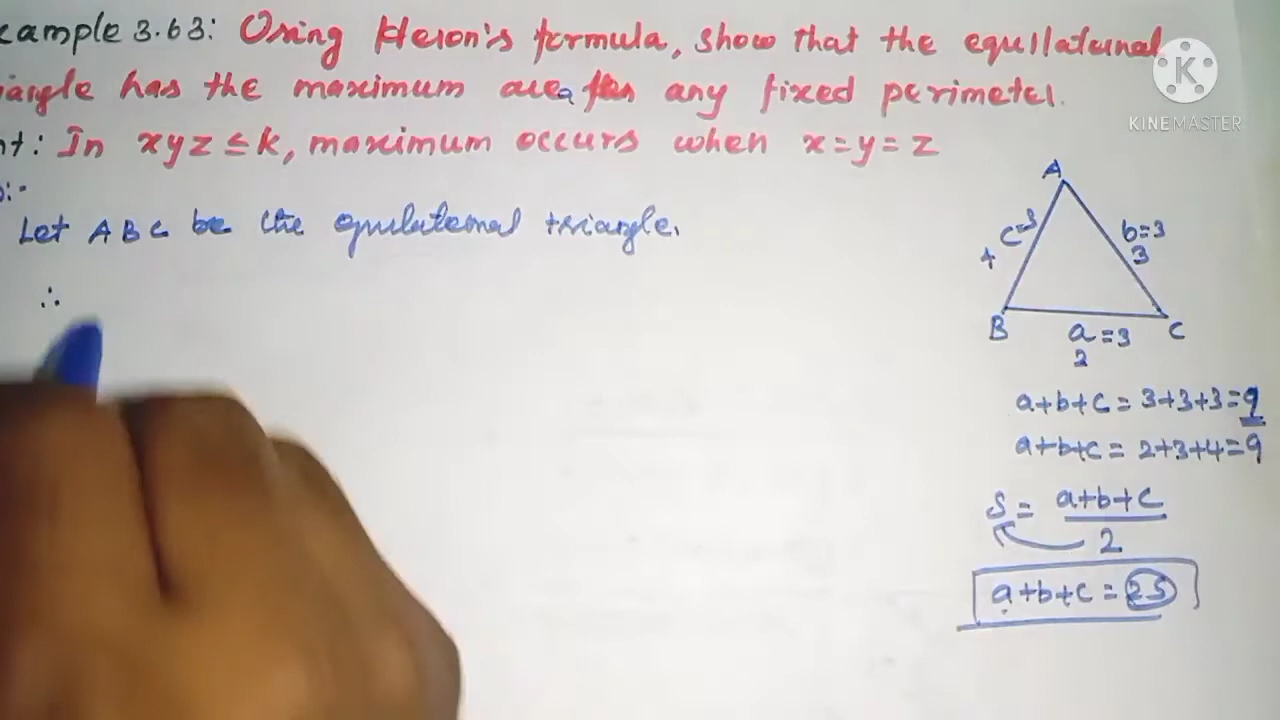 xample 3.63: Using Heron's formula, show that the equilateral
iangle has the maximum area for any fixed perimeter.
nt: In xyz ≤ k, maximum occurs when x=y=z
Let ABC be the equilateral triangle.
∴
A
c=3
4
b=3
3
B
a=3
2
C
a+b+c = 3+3+3=9
a+b+c = 2+3+4=9
S = a+b+c
2
a+b+c = 2S
K
KINEMASTER